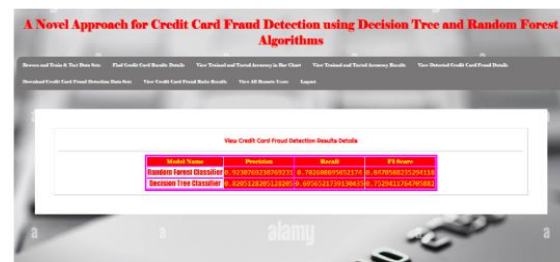 A Novel Approach for Credit Card Fraud Detection using Decision Tree and Random Forest
Algorithms
Browse and Train & Test Data Sets Find Credit Card Results Details View Trained and Tested Accuracy in Bar Chart View Trained and Tested Accuracy Results View Detected Credit Card Fraud Details
Download Credit Card Fraud Detection Data Sets View Credit Card Fraud Ratio Results View All Remote Users Logout
View Credit Card Fraud Detection Results Details
Model Name Precision Recall F1 Score
Random Forest Classifier 0.9230769230769231 0.782608695652174 0.8470588235294118
Decision Tree Classifier 0.8205128205128205 0.6956521739130435 0.7529411764705882
a a alamy a
a a